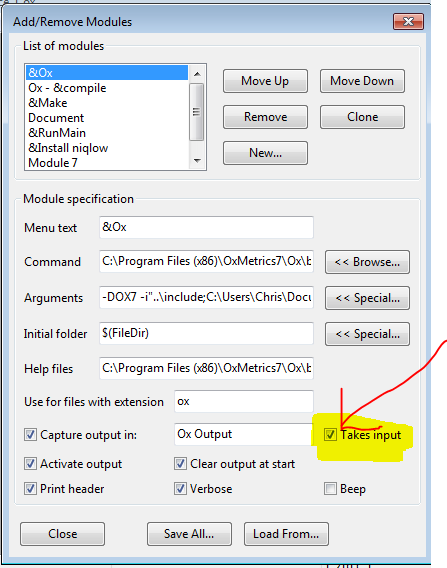 Add/Remove Modules
List of modules
&Ox
Ox - &compile
&Make
Document
&RunMain
&Install niqlow
Module 7
Move Up
Move Down
Remove
Clone
New...
Module specification
Menu text
&Ox
Command
C:\Program Files (x86)\OxMetrics7\Ox\b
<< Browse...
Arguments
-DOX7 -i"..\include;C:\Users\Chris\Docu
<< Special...
Initial folder
$(FileDir)
<< Special...
Help files
C:\Program Files (x86)\OxMetrics7\Ox\b
Use for files with extension
ox
Capture output in:
Ox Output
Takes input
Activate output
Clear output at start
Print header
Verbose
Beep
Close
Save All...
Load From...